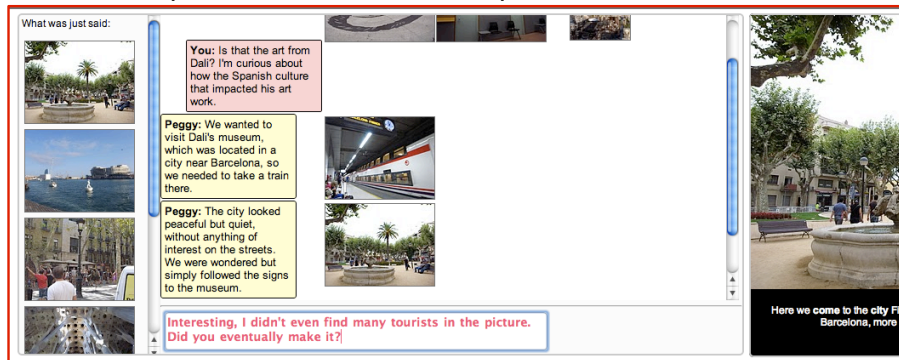 What was just said:
You: Is that the art from
Dali? I'm curious about
how the Spanish culture
that impacted his art
work.
Peggy: We wanted to
visit Dali's museum,
which was located in a
city near Barcelona, so
we needed to take a train
there.
Peggy: The city looked
peaceful but quiet,
without anything of
interest on the streets.
We were wondered but
simply followed the signs
to the museum.
Interesting, I didn't even find many tourists in the picture.
Did you eventually make it?
Here we come to the city Fi
Barcelona, more